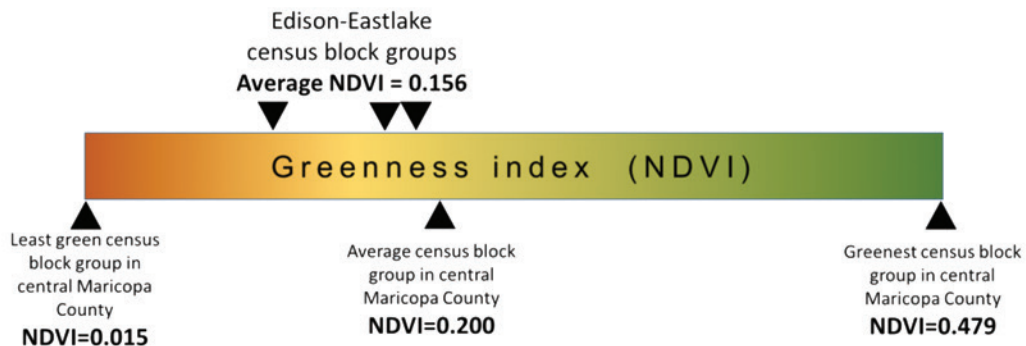 Edison-Eastlake
census block groups
Average NDVI = 0.156
Greenness index (NDVI)
Least green census
block group in
central Maricopa
County
NDVI=0.015
Average census block
group in central
Maricopa County
NDVI=0.200
Greenest census block
group in central
Maricopa County
NDVI=0.479